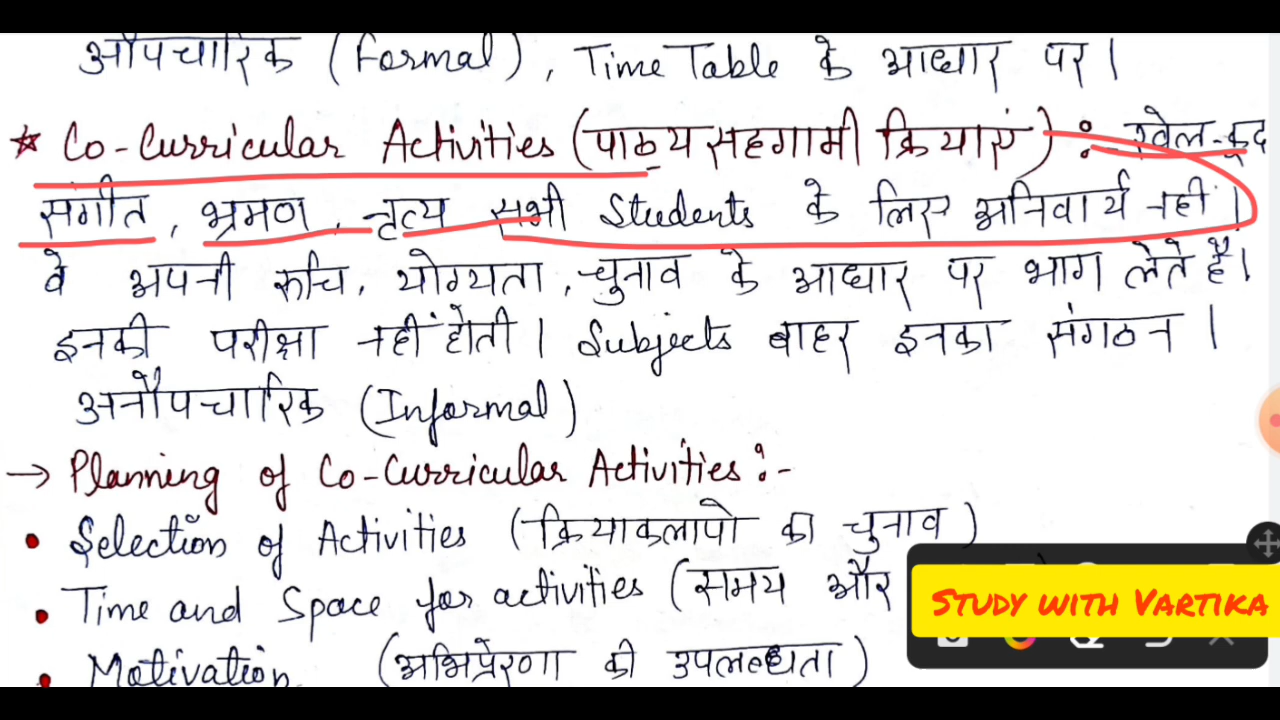 औपचारिक (Formal), Time Table के आधार पर।
* Co-Curricular Activities (पाठ्यसहगामी क्रियाएं) :- खेल-कूद
संगीत, भ्रमण, नृत्य सभी Students के लिए अनिवार्य नहीं।
वे अपनी रूचि, योग्यता, चुनाव के आधार पर भाग लेते हैं।
इनकी परीक्षा नहीं होती। Subjects बाहर इनका संगठन।
अनौपचारिक (Informal)
→ Planning of Co-Curricular Activities :-
• Selection of Activities (क्रियाकलापो का चुनाव)
• Time and Space for activities (समय और
• Motivation (अभिप्रेरणा की उपलब्धता)
STUDY WITH VARTIKA